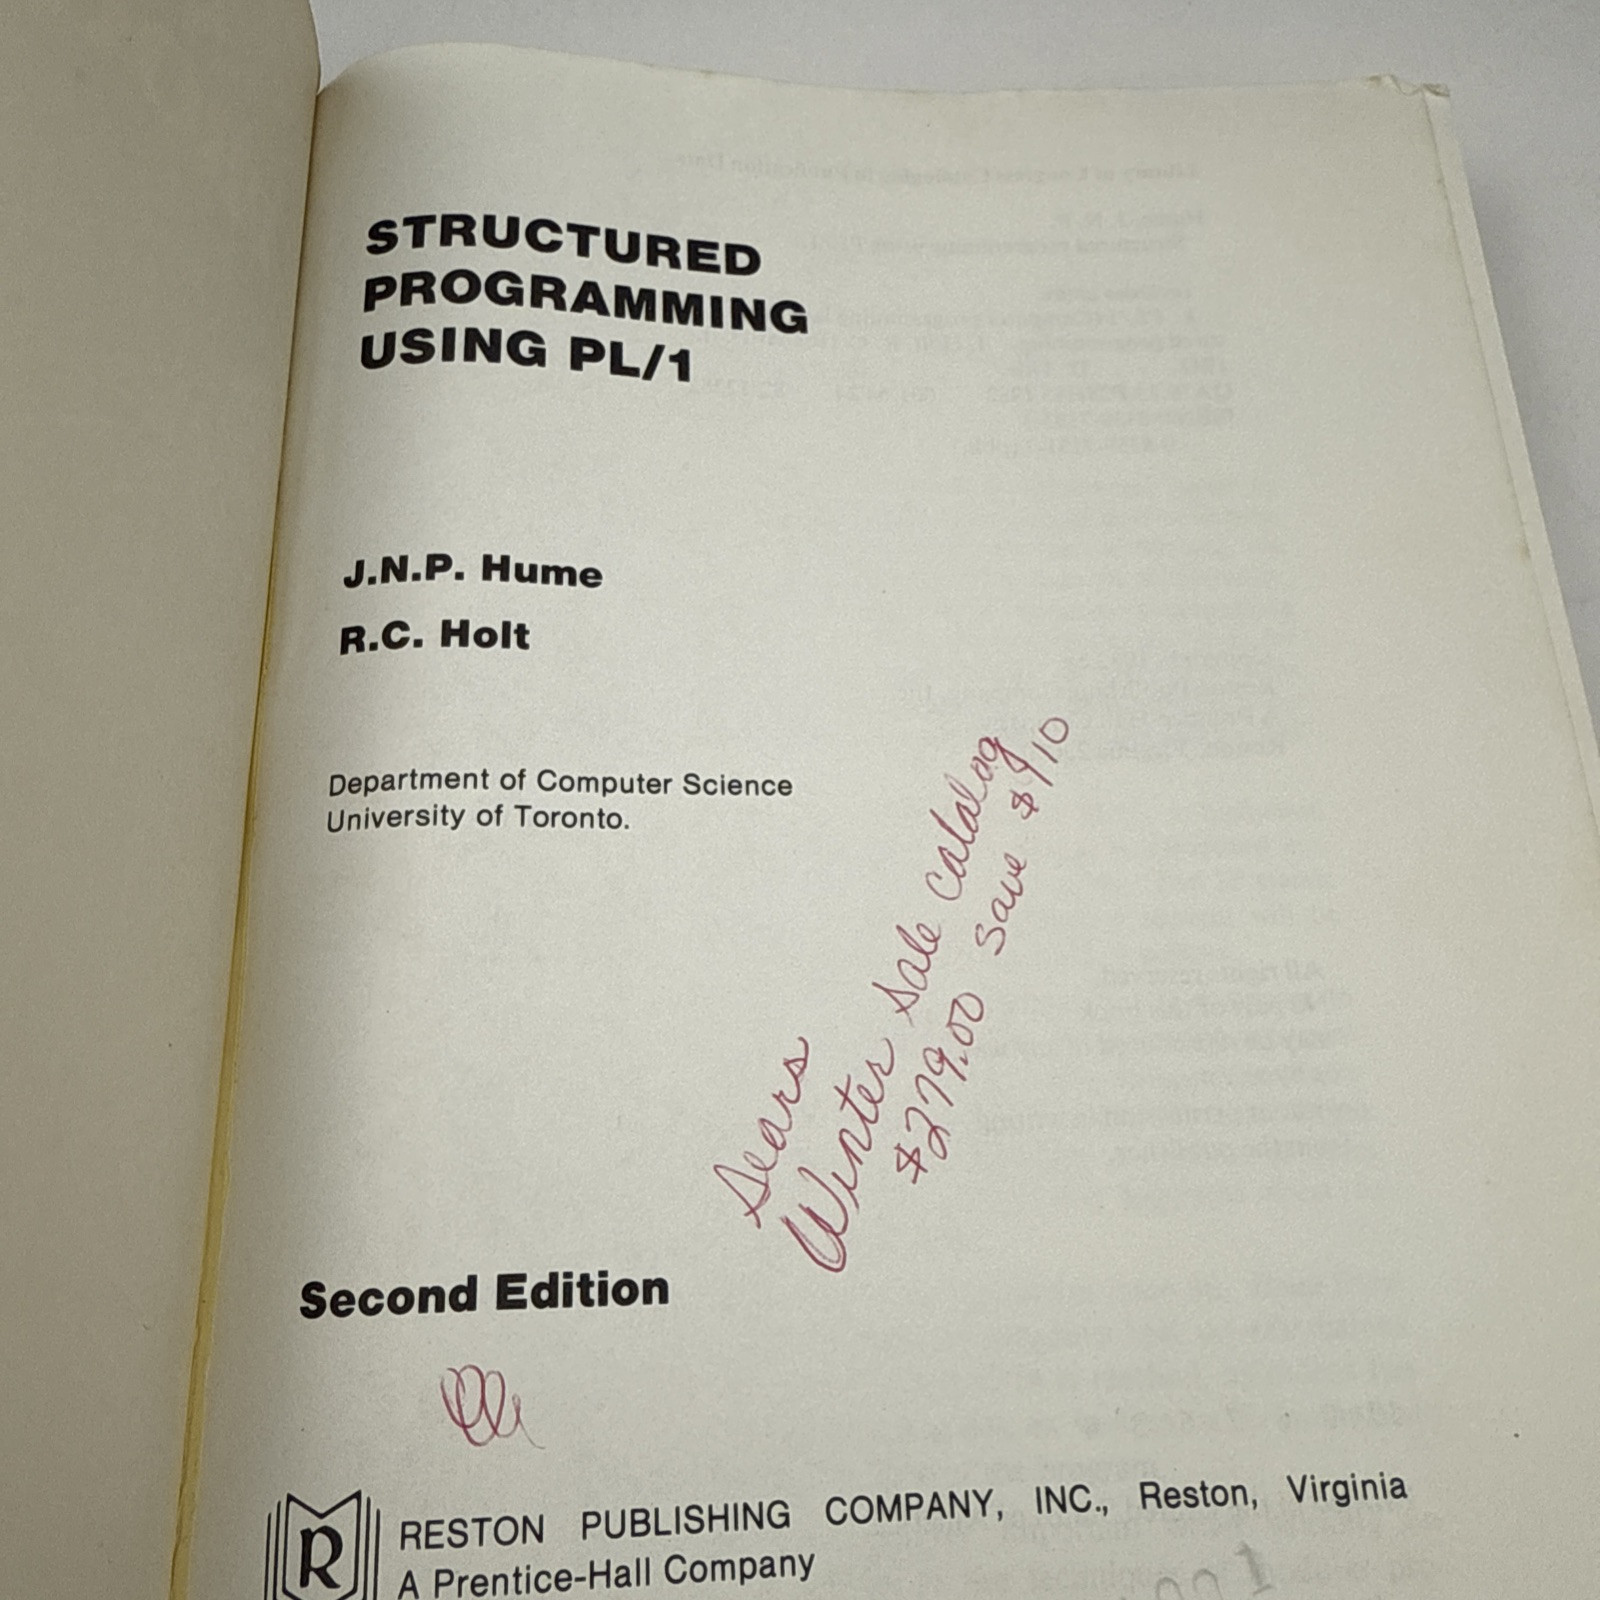 STRUCTURED
PROGRAMMING
USING PL/1
J.N.P. Hume
R.C. Holt
Department of Computer Science
University of Toronto.
Sears
Winter sale catalog
$279.00 save $110
Second Edition
R
RESTON PUBLISHING COMPANY, INC., Reston, Virginia
A Prentice-Hall Company